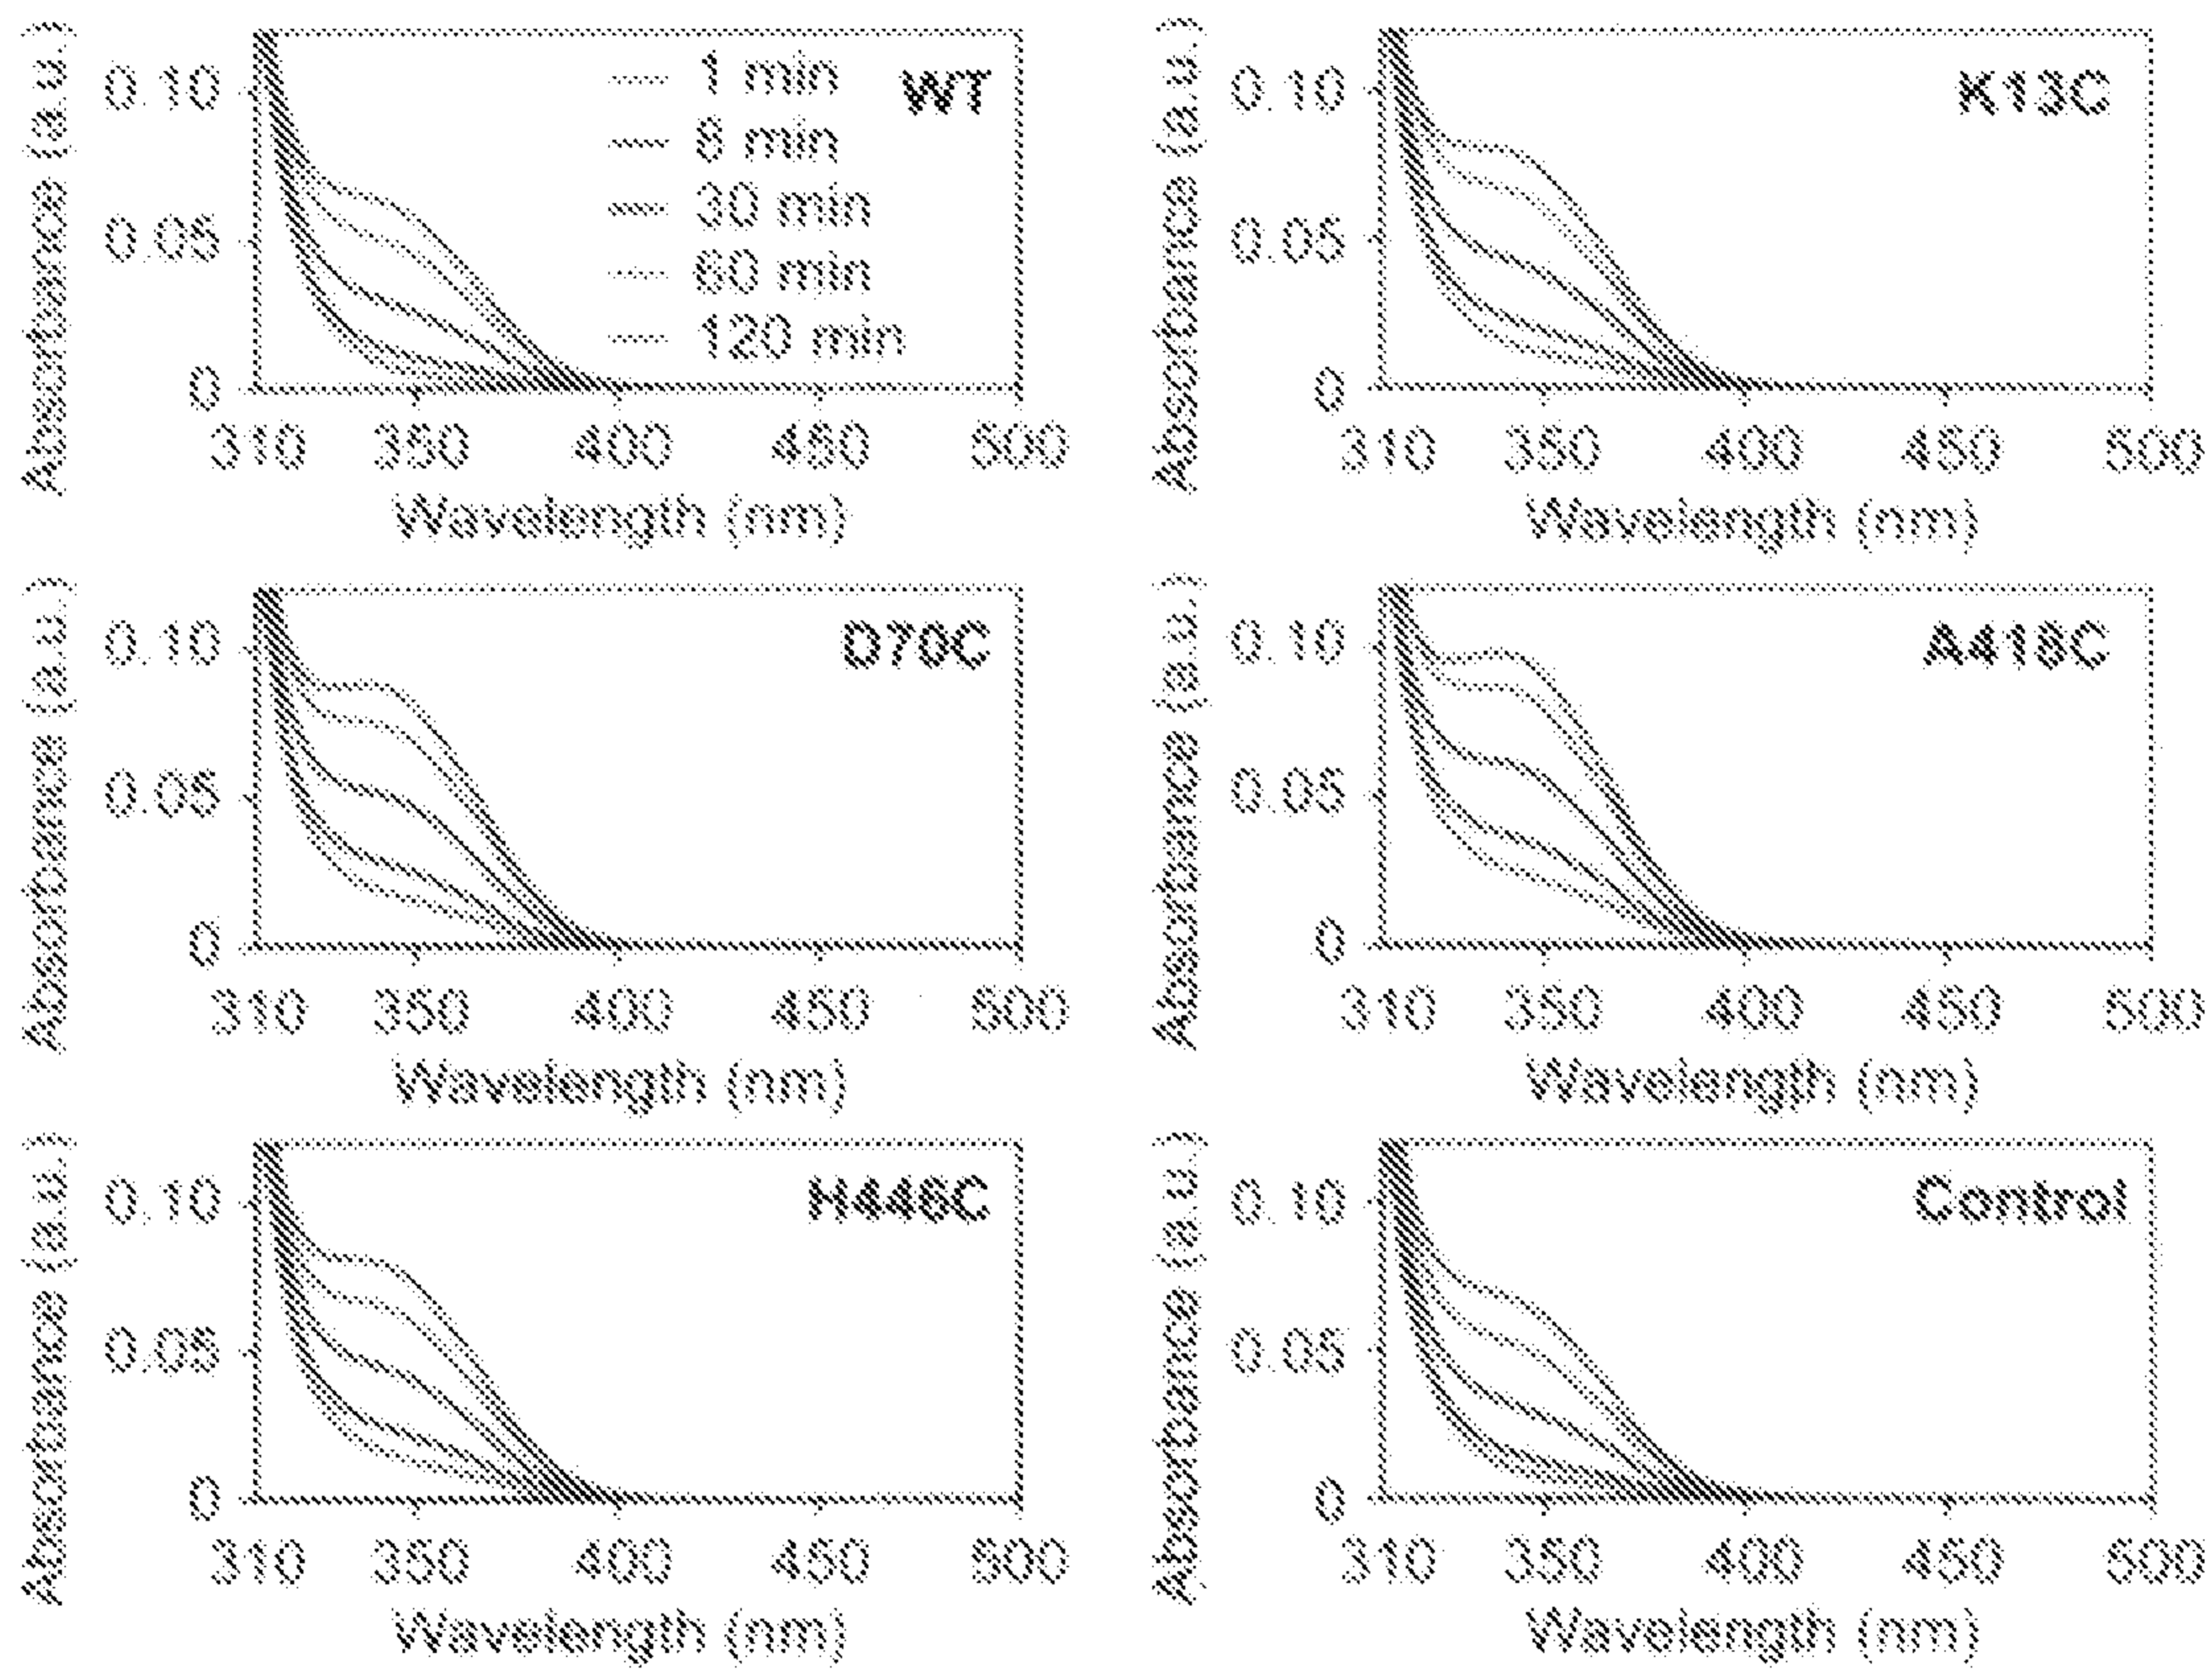 Absorbance (a.u.)
0.10
0.05
0
1 min
8 min
30 min
60 min
120 min
WT
310 350 400 450 500
Wavelength (nm)
Absorbance (a.u.)
0.10
0.05
0
K13C
310 350 400 450 500
Wavelength (nm)
Absorbance (a.u.)
0.10
0.05
0
D70C
310 350 400 450 500
Wavelength (nm)
Absorbance (a.u.)
0.10
0.05
0
A418C
310 350 400 450 500
Wavelength (nm)
Absorbance (a.u.)
0.10
0.05
0
H446C
310 350 400 450 500
Wavelength (nm)
Absorbance (a.u.)
0.10
0.05
0
Control
310 350 400 450 500
Wavelength (nm)